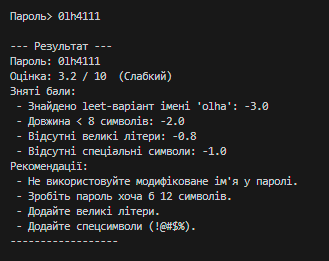 Пароль> 0lh4111

--- Результат ---
Пароль: 0lh4111
Оцінка: 3.2 / 10  (Слабкий)
Зняті бали:
 - Знайдено leet-варіант імені 'olha': -3.0
 - Довжина < 8 символів: -2.0
 - Відсутні великі літери: -0.8
 - Відсутні спеціальні символи: -1.0
Рекомендації:
 - Не використовуйте модифіковане ім’я у паролі.
 - Зробіть пароль хоча б 12 символів.
 - Додайте великі літери.
 - Додайте спецсимволи (!@#$%).
------------------